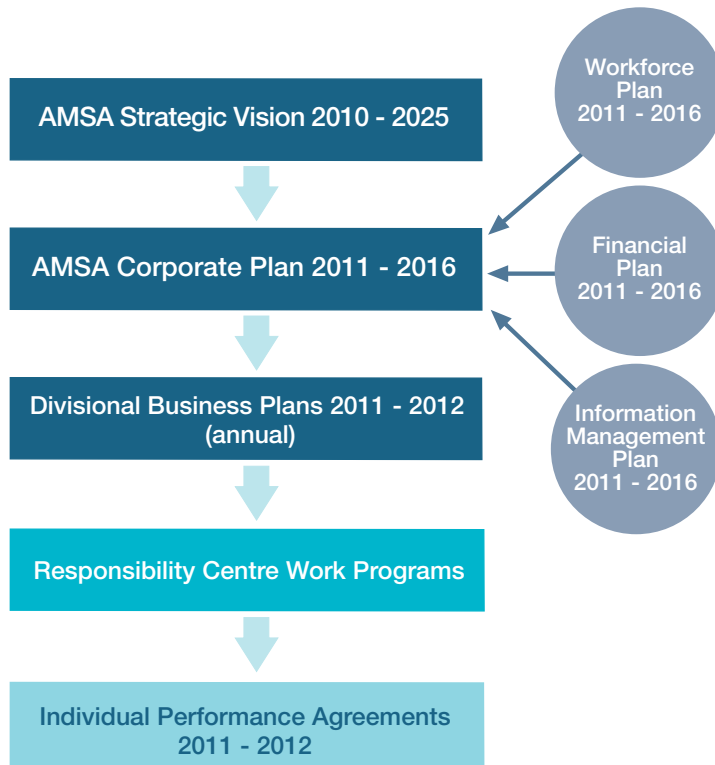 AMSA Strategic Vision 2010 - 2025
AMSA Corporate Plan 2011 - 2016
Divisional Business Plans 2011 - 2012
(annual)
Responsibility Centre Work Programs
Individual Performance Agreements
2011 - 2012
Workforce
Plan
2011 - 2016
Financial
Plan
2011 - 2016
Information
Management
Plan
2011 - 2016